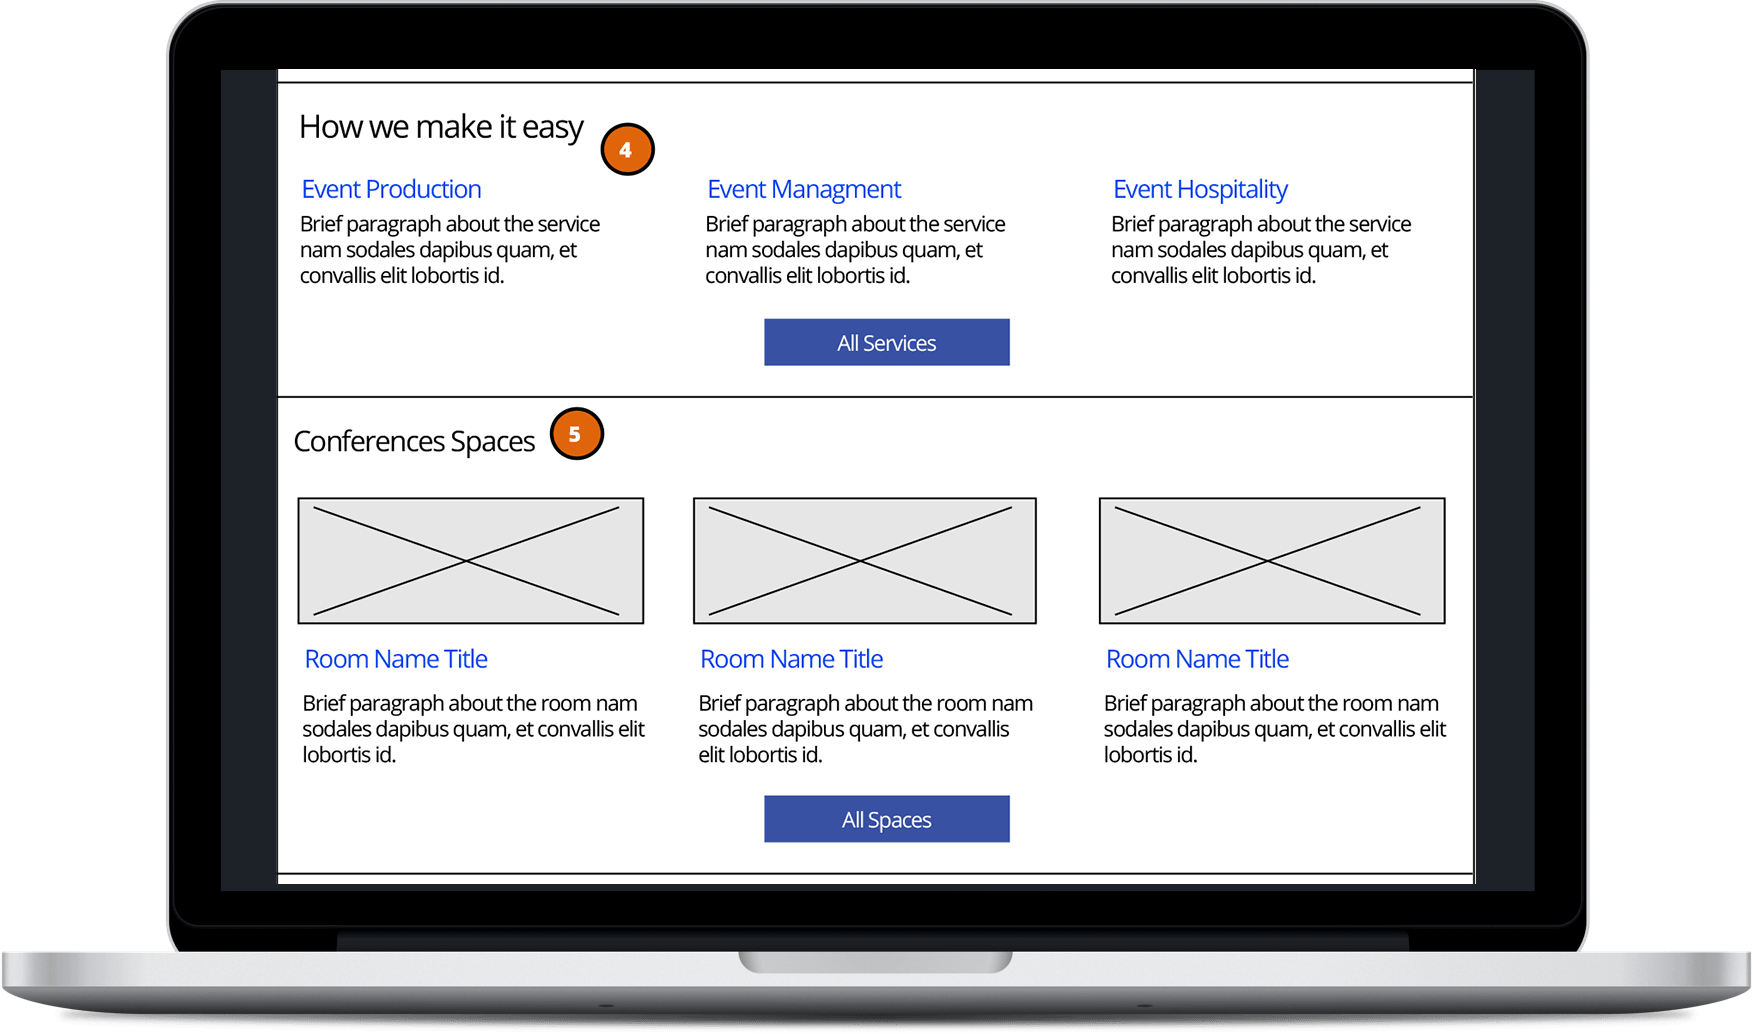 How we make it easy
4
Event Production
Brief paragraph about the service
nam sodales dapibus quam, et
convallis elit lobortis id.
Event Managment
Brief paragraph about the service
nam sodales dapibus quam, et
convallis elit lobortis id.
Event Hospitality
Brief paragraph about the service
nam sodales dapibus quam, et
convallis elit lobortis id.
All Services
Conferences Spaces
5
Room Name Title
Brief paragraph about the room nam
sodales dapibus quam, et convallis elit
lobortis id.
Room Name Title
Brief paragraph about the room nam
sodales dapibus quam, et convallis
elit lobortis id.
Room Name Title
Brief paragraph about the room nam
sodales dapibus quam, et convallis elit
lobortis id.
All Spaces